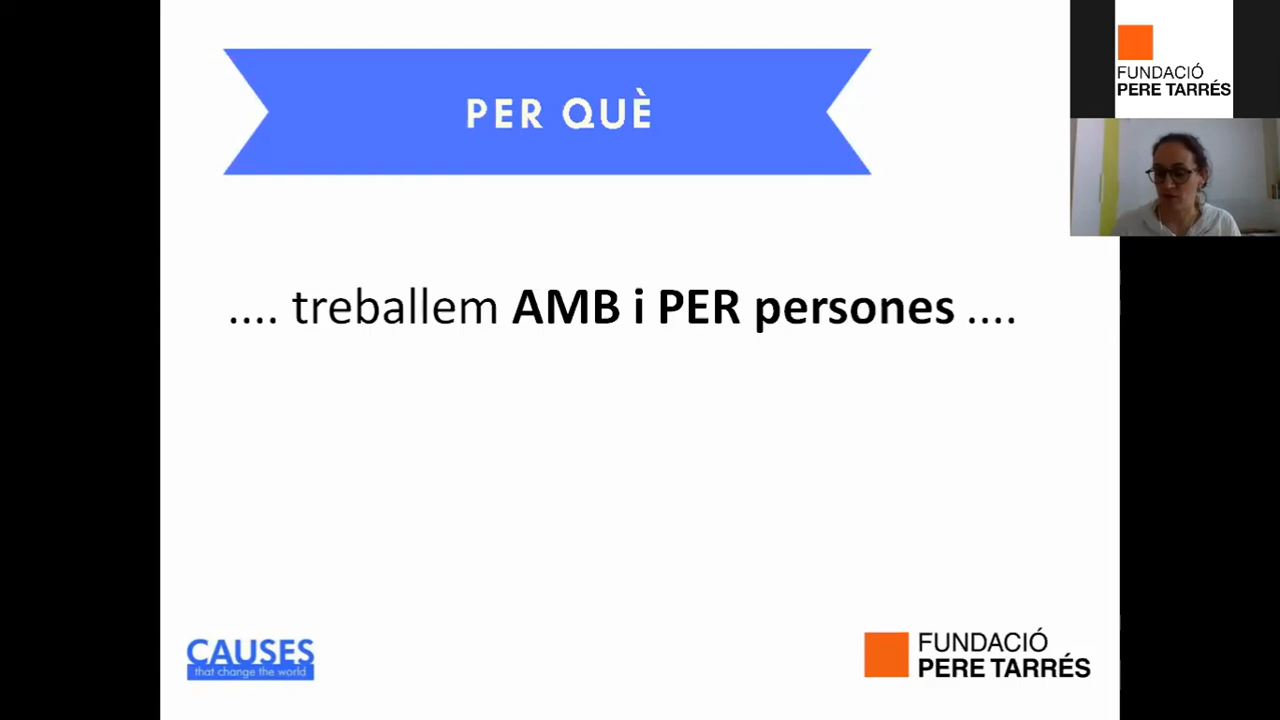 PER QUÈ
.... treballem AMB i PER persones ....
CAUSES
that change the world
FUNDACIÓ
PERE TARRÉS
FUNDACIÓ
PERE TARRÉS